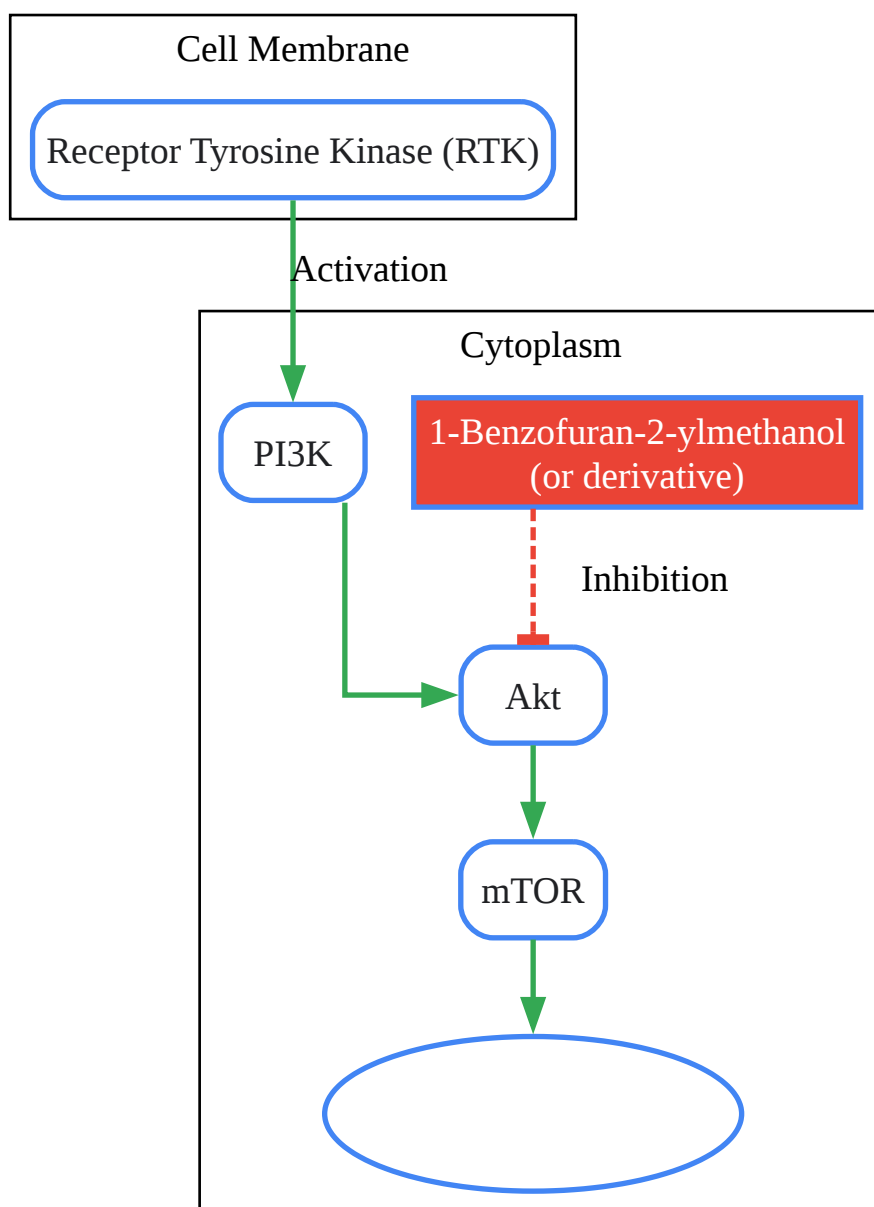 Cell Membrane
Receptor Tyrosine Kinase (RTK)
Activation
Cytoplasm
PI3K
1-Benzofuran-2-ylmethanol
(or derivative)
Inhibition
Akt
mTOR